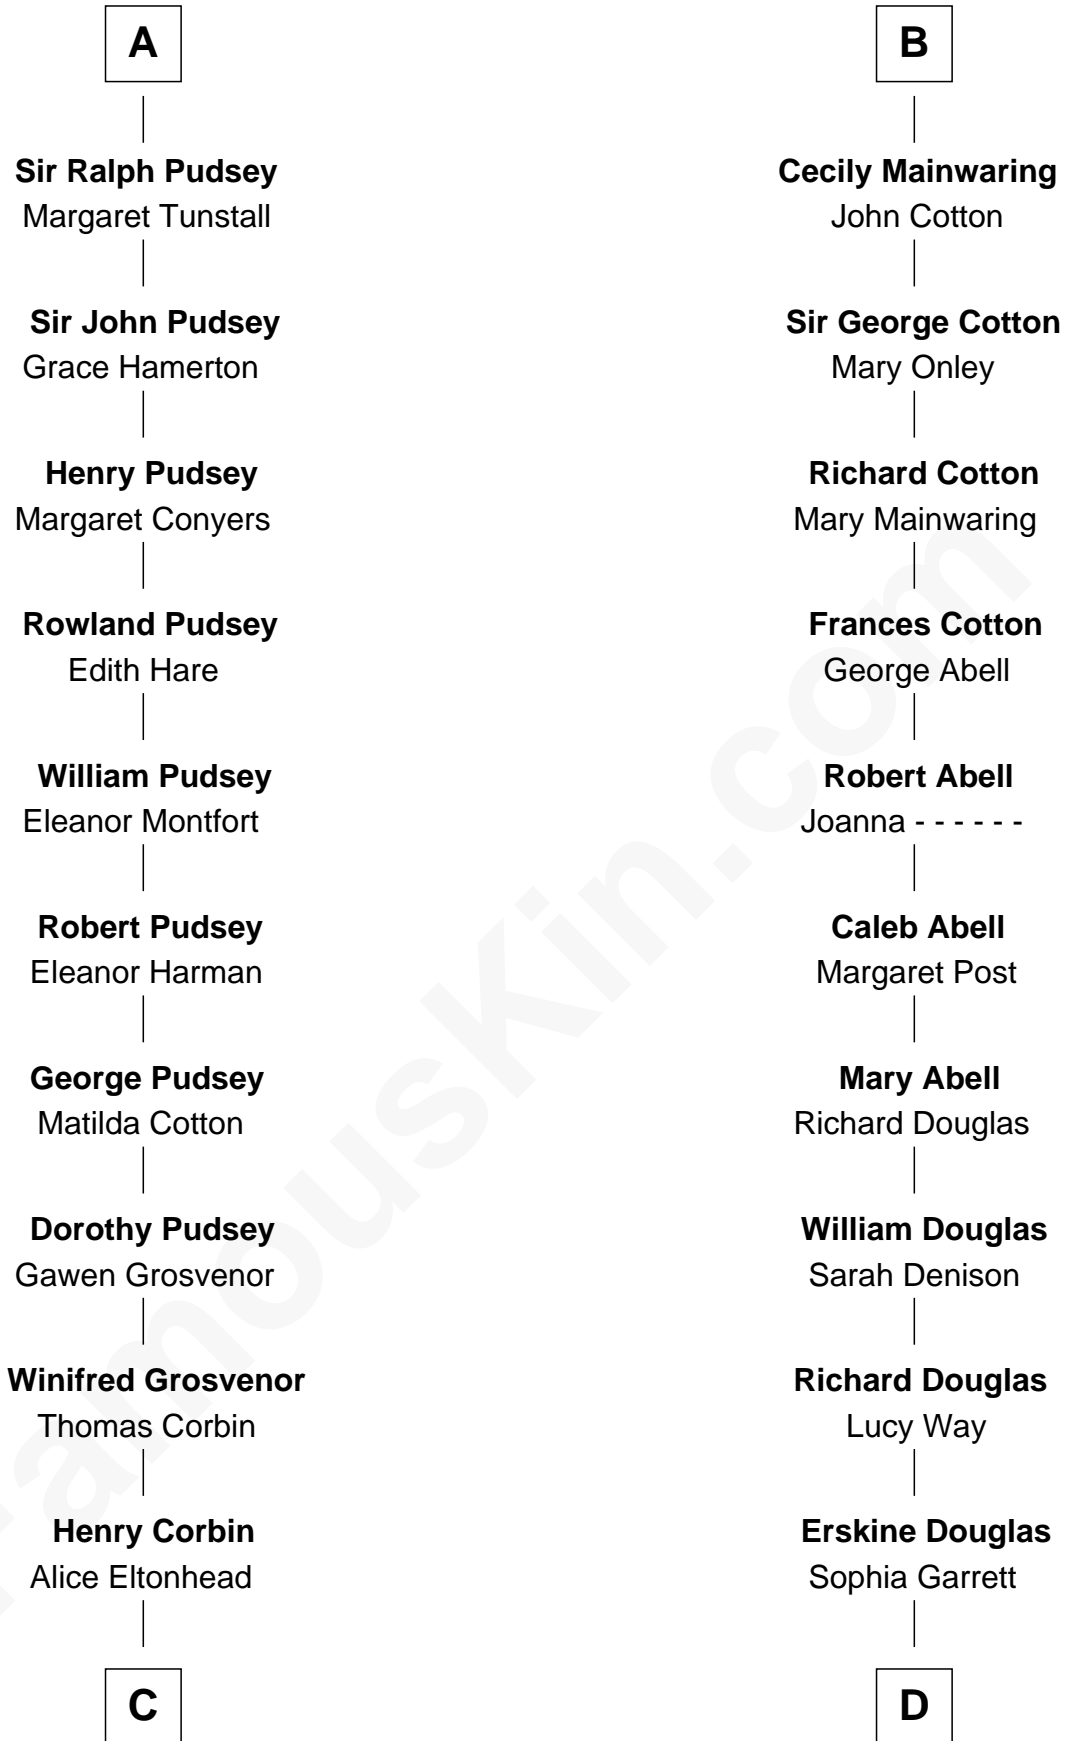 A
Sir Ralph Pudsey
Margaret Tunstall
Sir John Pudsey
Grace Hamerton
Henry Pudsey
Margaret Conyers
Rowland Pudsey
Edith Hare
William Pudsey
Eleanor Montfort
Robert Pudsey
Eleanor Harman
George Pudsey
Matilda Cotton
Dorothy Pudsey
Gawen Grosvenor
Winifred Grosvenor
Thomas Corbin
Henry Corbin
Alice Eltonhead
C
B
Cecily Mainwaring
John Cotton
Sir George Cotton
Mary Onley
Richard Cotton
Mary Mainwaring
Frances Cotton
George Abell
Robert Abell
Joanna - - - - - -
Caleb Abell
Margaret Post
Mary Abell
Richard Douglas
William Douglas
Sarah Denison
Richard Douglas
Lucy Way
Erskine Douglas
Sophia Garrett
D
FamousKin.com